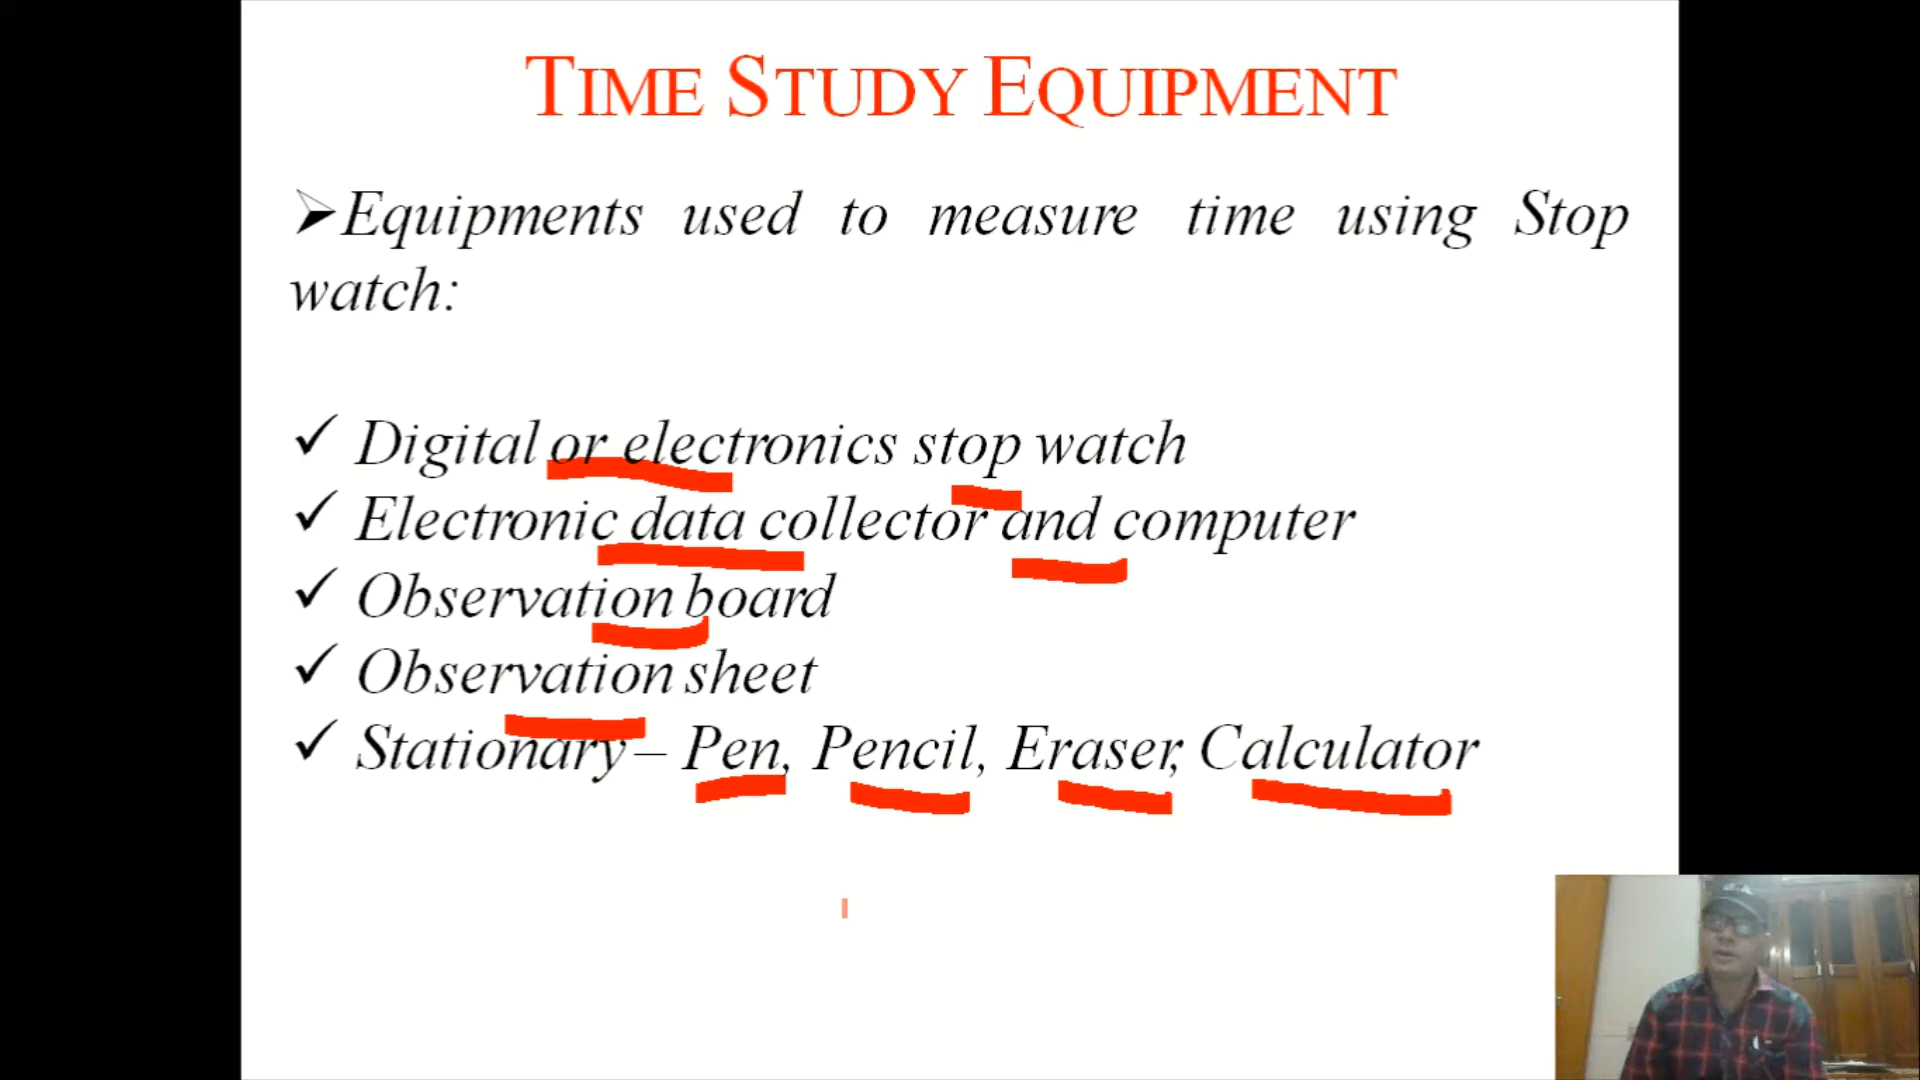 TIME STUDY EQUIPMENT
➢Equipments used to measure time using Stop
watch:
✓ Digital or electronics stop watch
✓ Electronic data collector and computer
✓ Observation board
✓ Observation sheet
✓ Stationary – Pen, Pencil, Eraser, Calculator